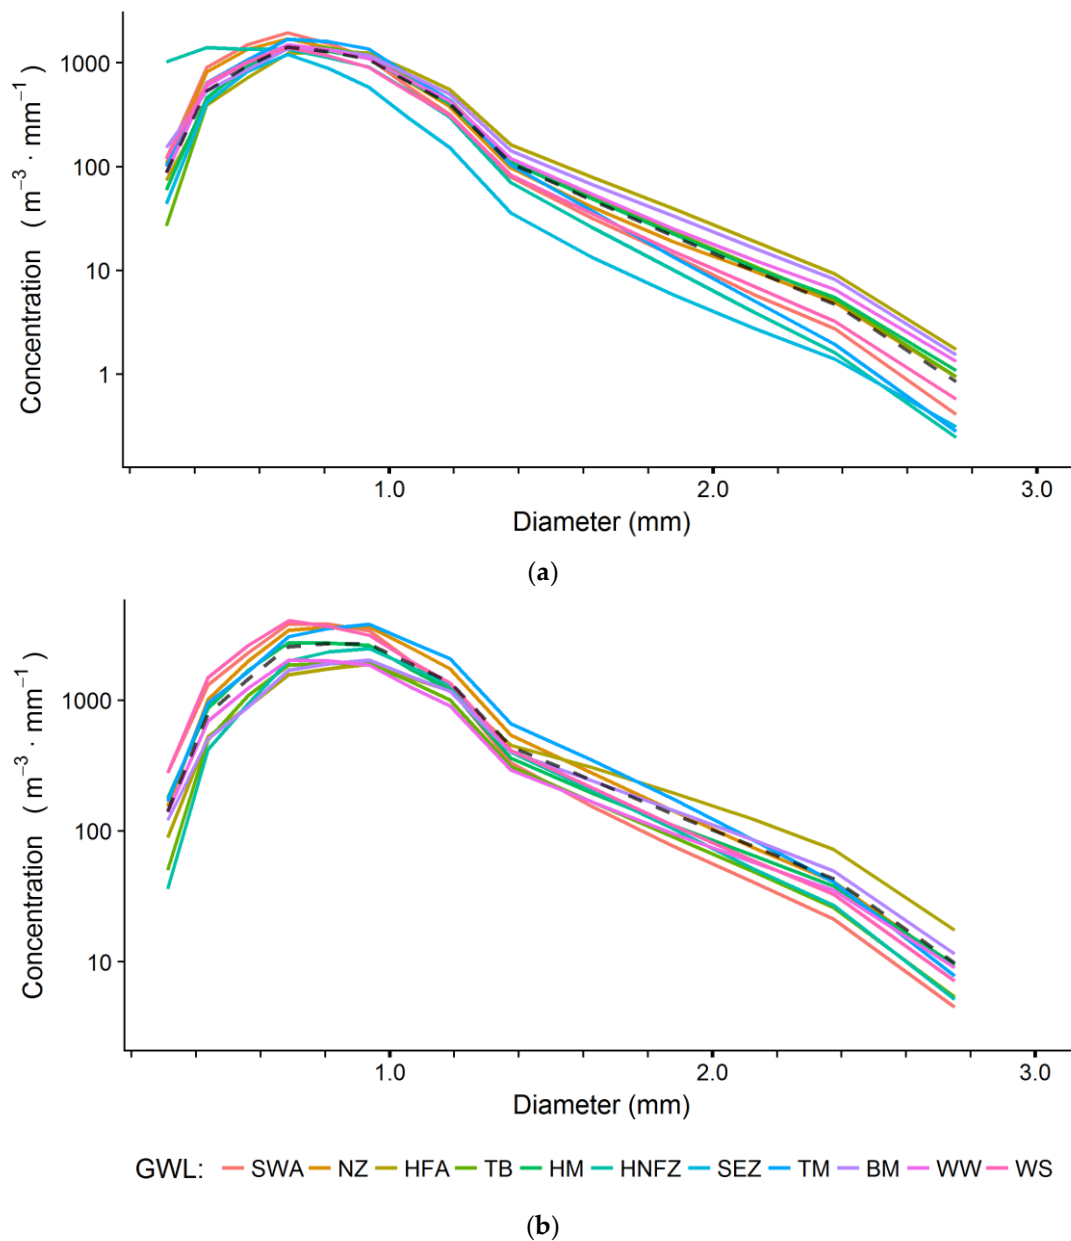 Concentration ( m⁻³ · mm⁻¹ )
1000
100
10
1
1.0 2.0 3.0
Diameter (mm)
(a)
Concentration ( m⁻³ · mm⁻¹ )
1000
100
10
1.0 2.0 3.0
Diameter (mm)
GWL: SWA NZ HFA TB HM HNFZ SEZ TM BM WW WS
(b)